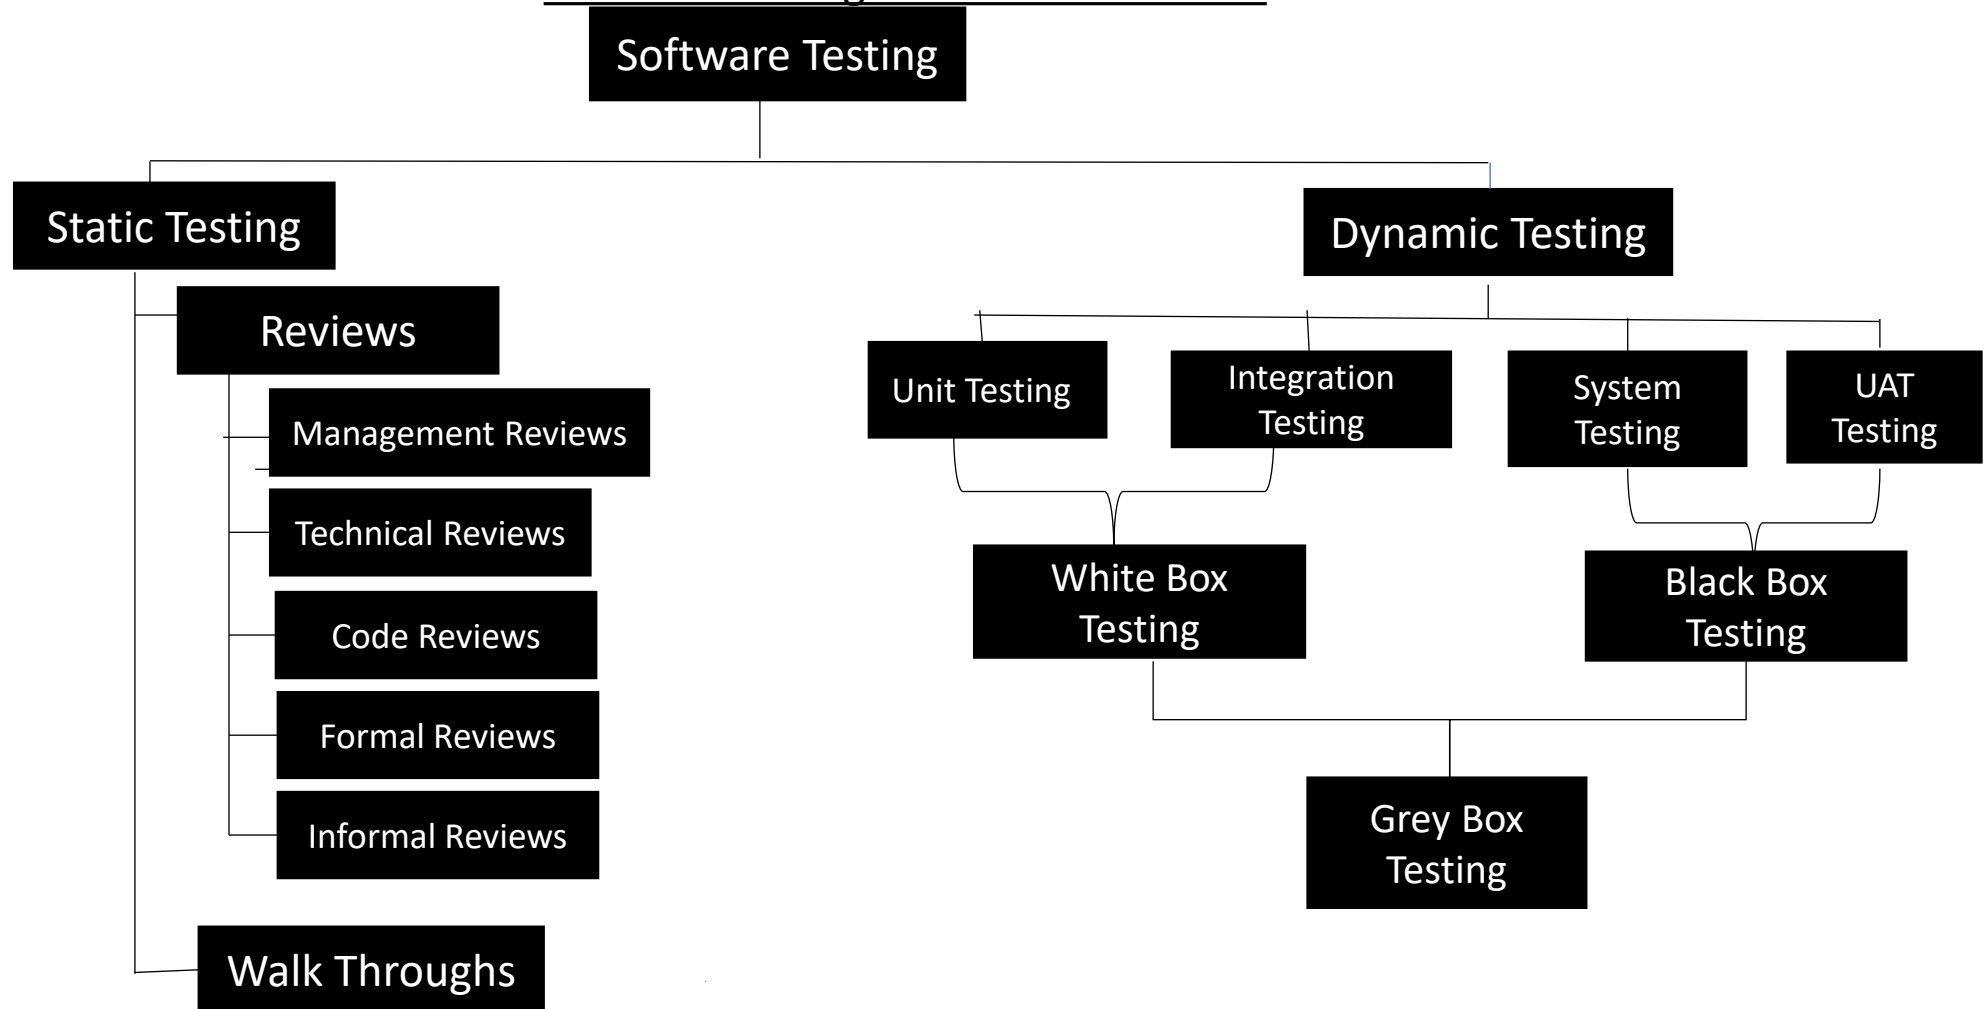 Software Testing
Static Testing
Dynamic Testing
Reviews
Management Reviews
Technical Reviews
Code Reviews
Formal Reviews
Informal Reviews
Walk Throughs
Unit Testing
Integration
Testing
System
Testing
UAT
Testing
White Box
Testing
Black Box
Testing
Grey Box
Testing